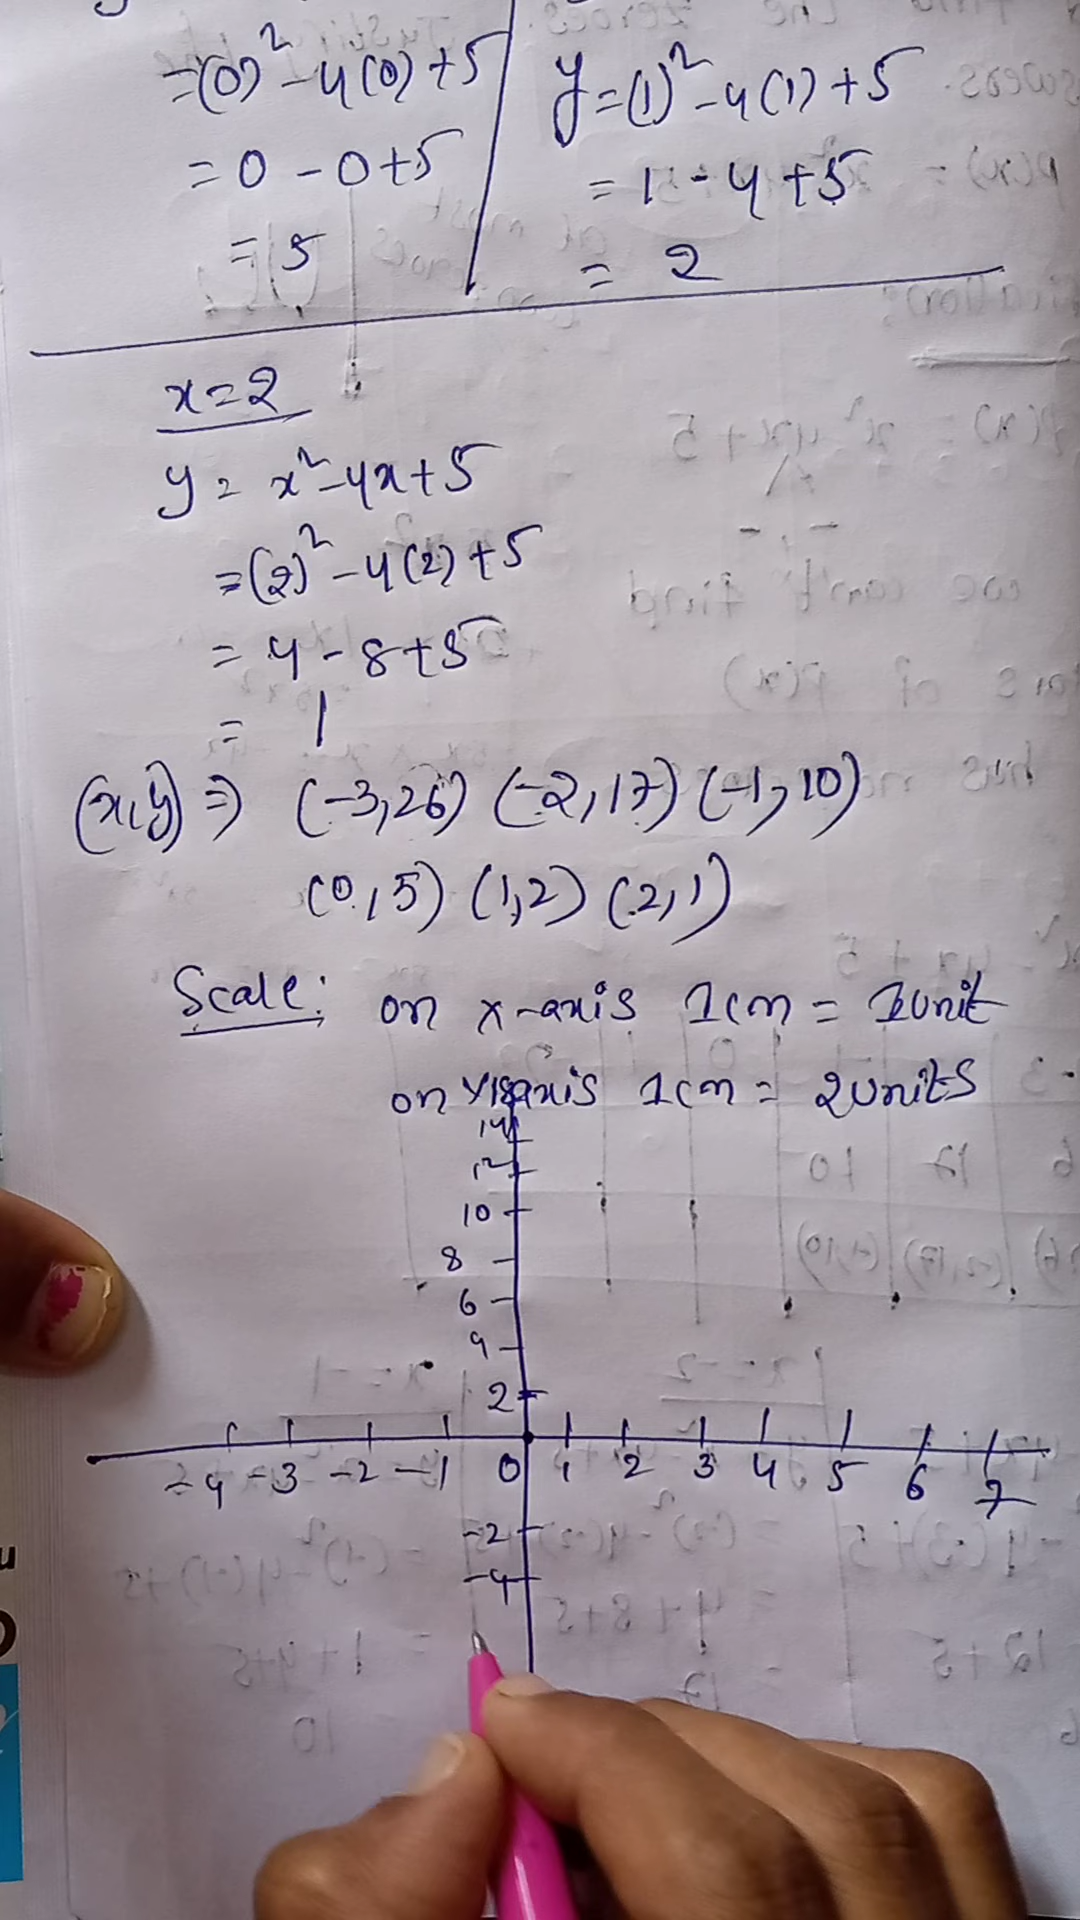 =(0)²-4(0)+5
=0-0+5
=5
y=(1)²-4(1)+5
=1-4+5
=2
x=2
y=x²-4x+5
=(2)²-4(2)+5
=4-8+5
=1
(x,y)⇒ (-3,26) (-2,17) (-1,10)
(0,5) (1,2) (2,1)
Scale: on x-axis 1cm = 1unit
on y-axis 1cm = 2units
14
12
10
8
6
4
2
-4 -3 -2 -1 0 1 2 3 4 5 6 7
-2
-4